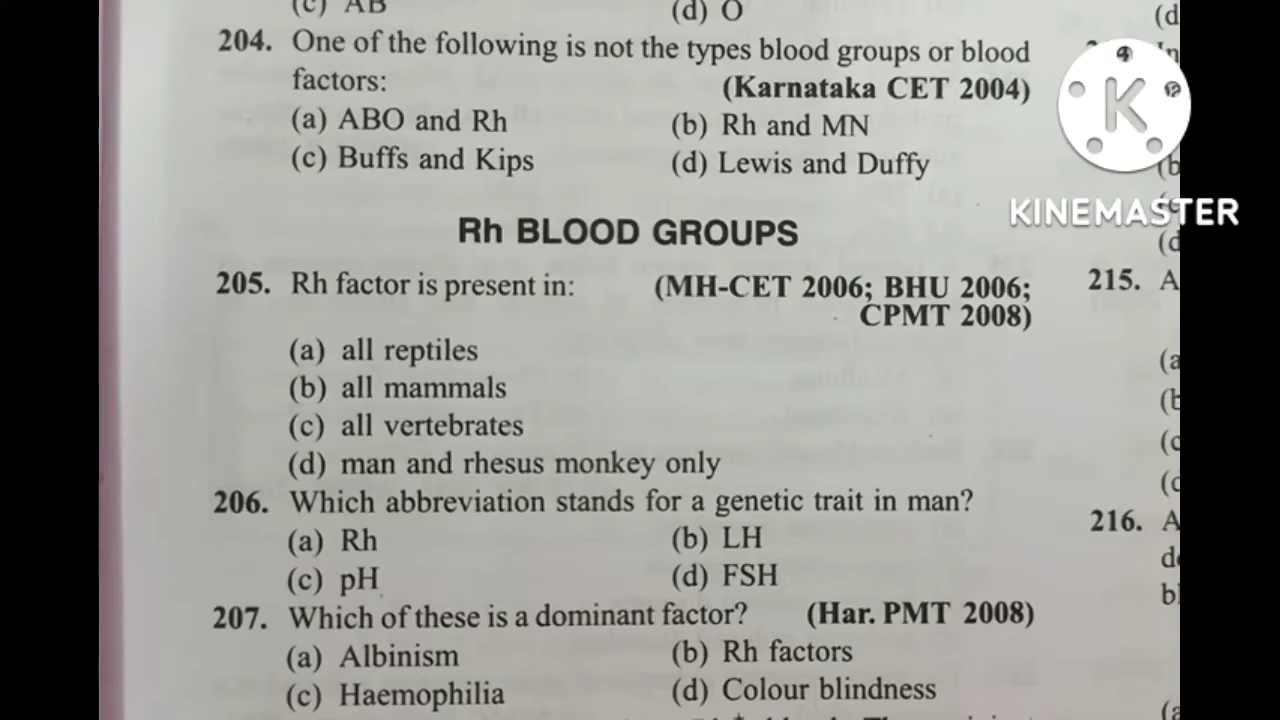 (c) AB (d) O
204. One of the following is not the types blood groups or blood
factors: (Karnataka CET 2004)
(a) ABO and Rh (b) Rh and MN
(c) Buffs and Kips (d) Lewis and Duffy
Rh BLOOD GROUPS
205. Rh factor is present in: (MH-CET 2006; BHU 2006;
CPMT 2008)
(a) all reptiles
(b) all mammals
(c) all vertebrates
(d) man and rhesus monkey only
206. Which abbreviation stands for a genetic trait in man?
(a) Rh (b) LH
(c) pH (d) FSH
207. Which of these is a dominant factor? (Har. PMT 2008)
(a) Albinism (b) Rh factors
(c) Haemophilia (d) Colour blindness
(d
In
(b
(d
215. A
(a
(b
(c
(d
216. A
de
bl
(a
K
KINEMASTER